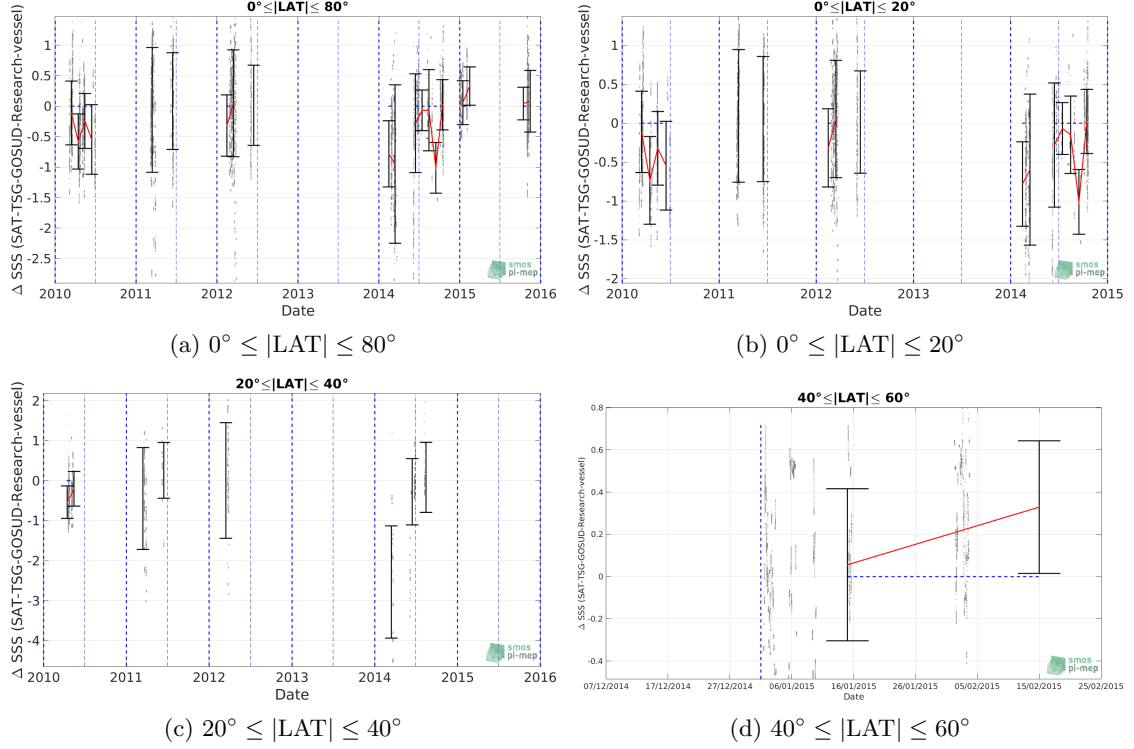 0°≤|LAT|≤ 80°
Δ SSS (SAT-TSG-GOSUD-Research-vessel)
1
0.5
0
-0.5
-1
-1.5
-2
-2.5
2010 2011 2012 2013 2014 2015 2016
Date
smos
pi-mep
(a) 0° ≤ |LAT| ≤ 80°
0°≤|LAT|≤ 20°
Δ SSS (SAT-TSG-GOSUD-Research-vessel)
1
0.5
0
-0.5
-1
-1.5
-2
2010 2011 2012 2013 2014 2015
Date
smos
pi-mep
(b) 0° ≤ |LAT| ≤ 20°
20°≤|LAT|≤ 40°
Δ SSS (SAT-TSG-GOSUD-Research-vessel)
2
1
0
-1
-2
-3
-4
2010 2011 2012 2013 2014 2015 2016
Date
smos
pi-mep
(c) 20° ≤ |LAT| ≤ 40°
40°≤|LAT|≤ 60°
Δ SSS (SAT-TSG-GOSUD-Research-vessel)
0.8
0.6
0.4
0.2
0
-0.2
-0.4
07/12/2014 17/12/2014 27/12/2014 06/01/2015 16/01/2015 26/01/2015 05/02/2015 15/02/2015 25/02/2015
Date
smos
pi-mep
(d) 40° ≤ |LAT| ≤ 60°